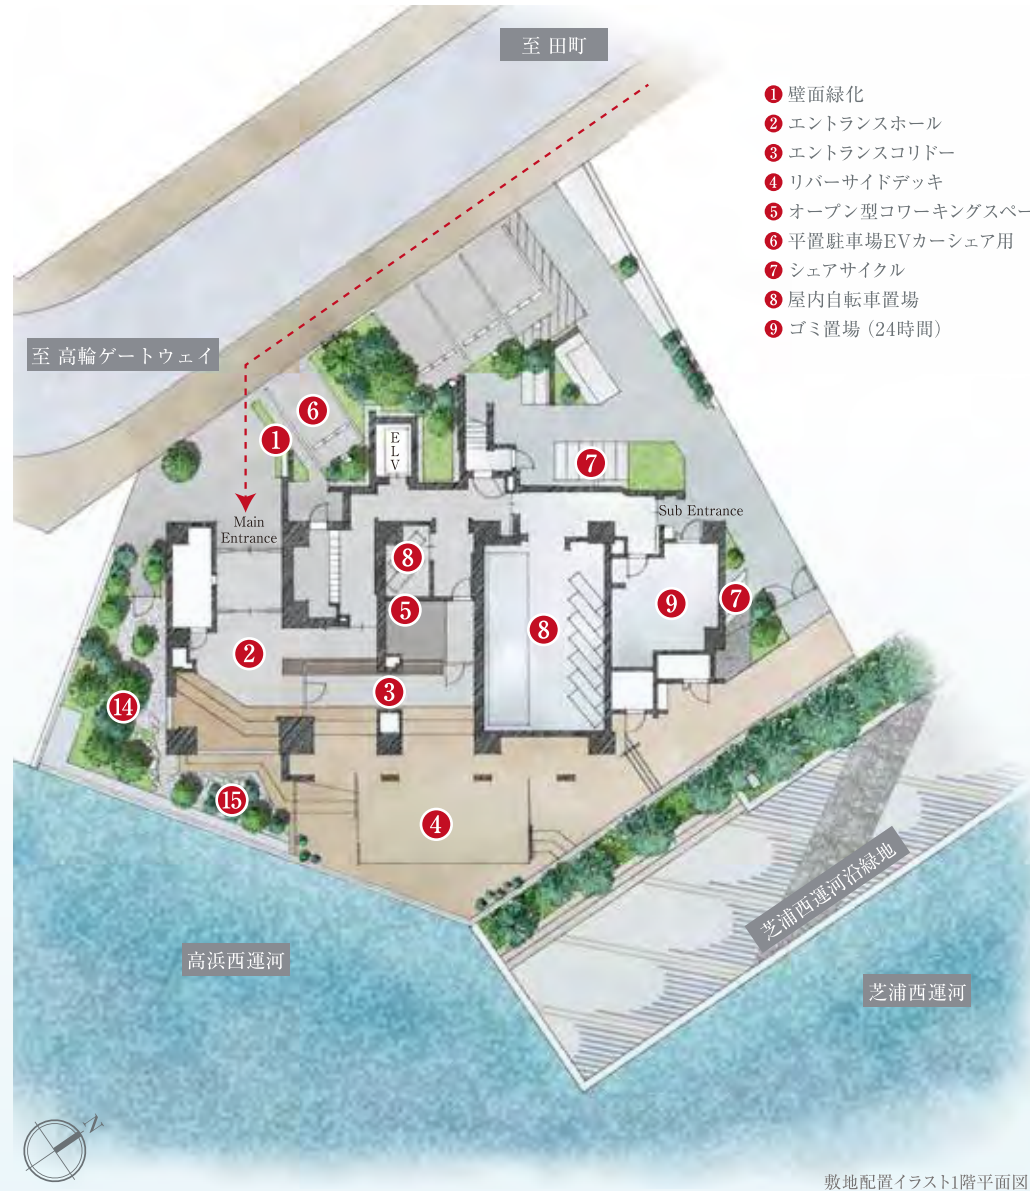 至 田町
❶ 壁面緑化
❷ エントランスホール
❸ エントランスコリドー
❹ リバーサイドデッキ
❺ オープン型コワーキングスペー
❻ 平置駐車場EVカーシェア用
❼ シェアサイクル
❽ 屋内自転車置場
❾ ゴミ置場（24時間）
至 高輪ゲートウェイ
6
1
ELV
7
Main
Entrance
Sub Entrance
8
5
9
7
8
2
3
14
15
4
芝浦西運河沿緑地
高浜西運河
芝浦西運河
N
敷地配置イラスト1階平面図